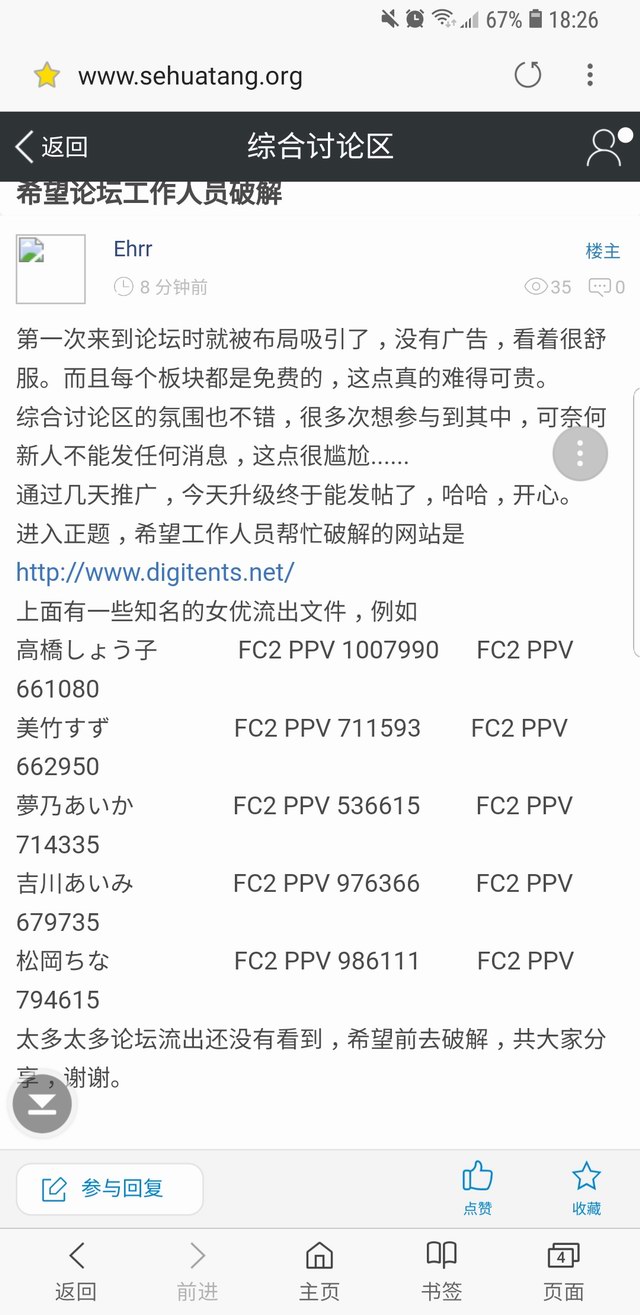 67% 18:26
www.sehuatang.org
返回 综合讨论区
希望论坛工作人员破解
Ehrr 楼主
8 分钟前 35 0
第一次来到论坛时就被布局吸引了，没有广告，看着很舒
服。而且每个板块都是免费的，这点真的难得可贵。
综合讨论区的氛围也不错，很多次想参与到其中，可奈何
新人不能发任何消息，这点很尴尬......
通过几天推广，今天升级终于能发帖了，哈哈，开心。
进入正题，希望工作人员帮忙破解的网站是
http://www.digitents.net/
上面有一些知名的女优流出文件，例如
高橋しょう子 FC2 PPV 1007990 FC2 PPV
661080
美竹すず FC2 PPV 711593 FC2 PPV
662950
夢乃あいか FC2 PPV 536615 FC2 PPV
714335
吉川あいみ FC2 PPV 976366 FC2 PPV
679735
松岡ちな FC2 PPV 986111 FC2 PPV
794615
太多太多论坛流出还没有看到，希望前去破解，共大家分
享，谢谢。
参与回复 点赞 收藏
4
返回 前进 主页 书签 页面